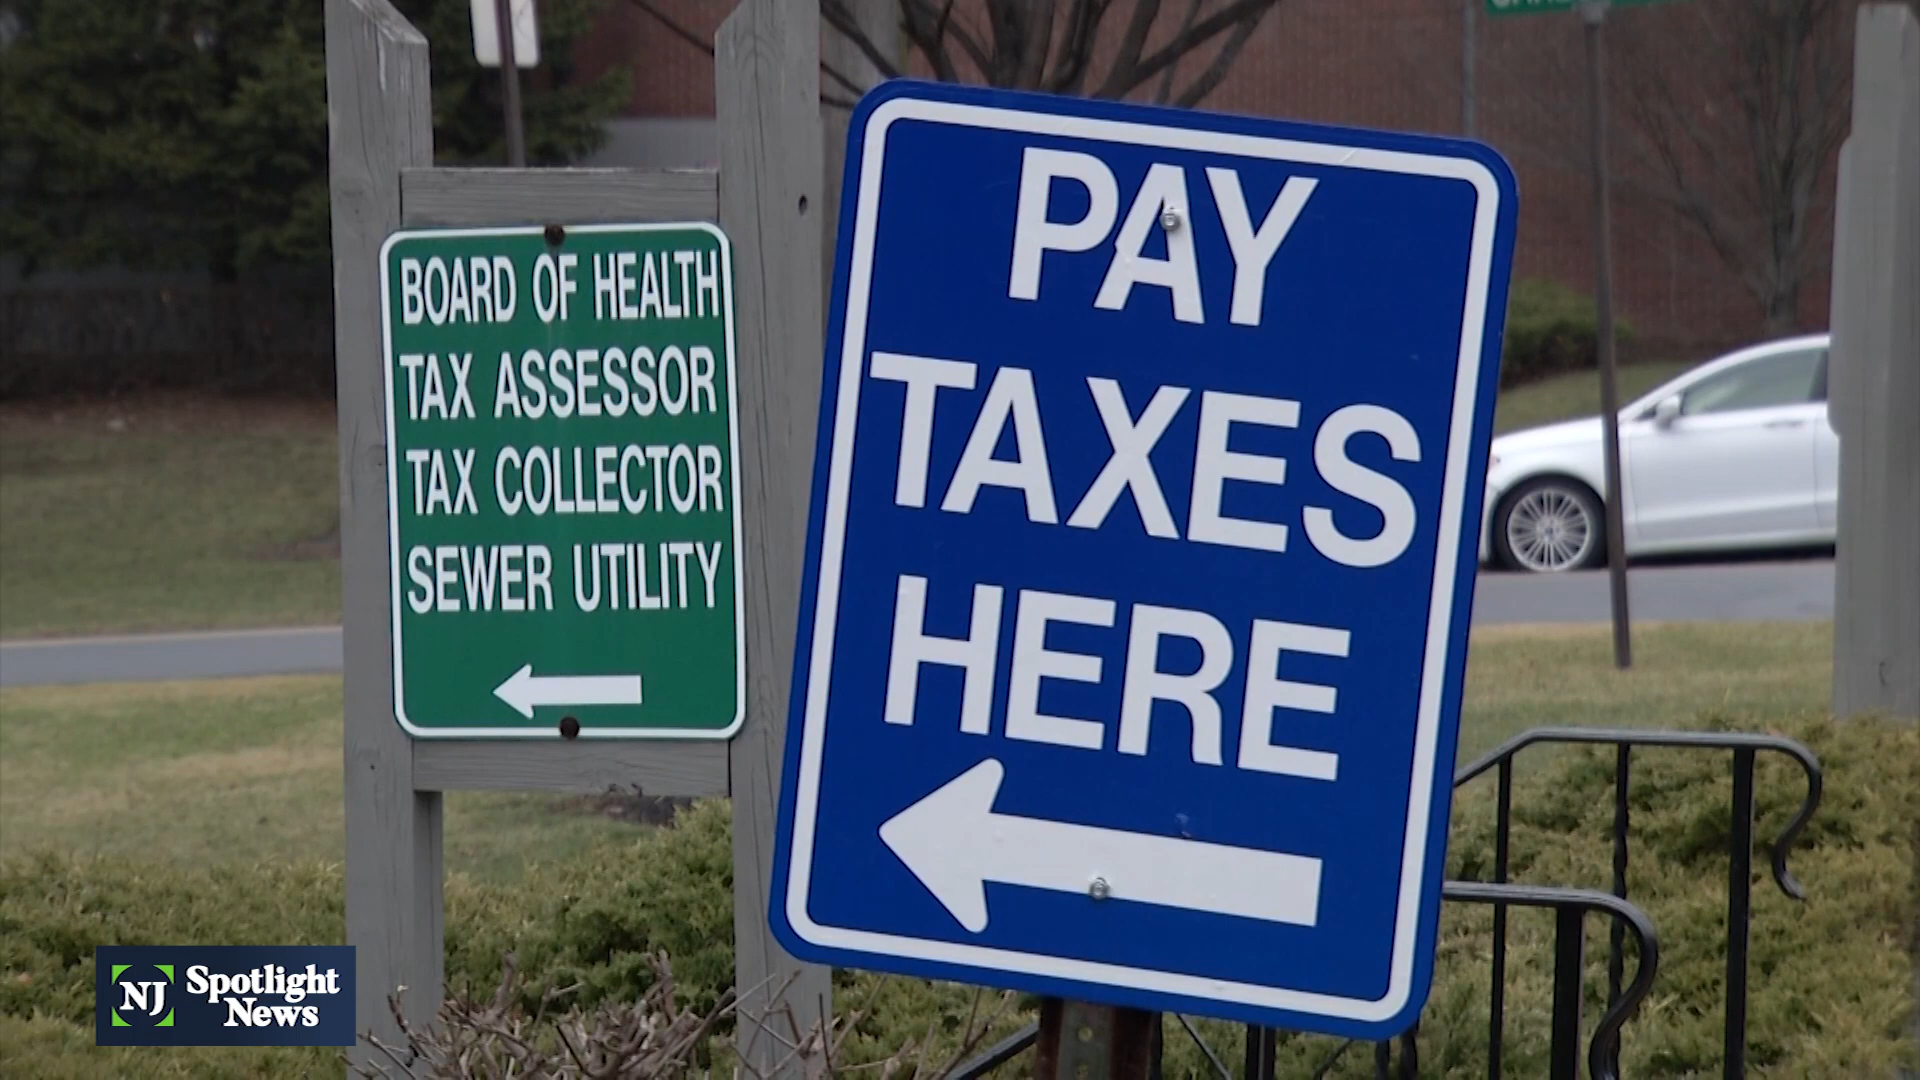 BOARD OF HEALTH
TAX ASSESSOR
TAX COLLECTOR
SEWER UTILITY
PAY
TAXES
HERE
NJ Spotlight
News